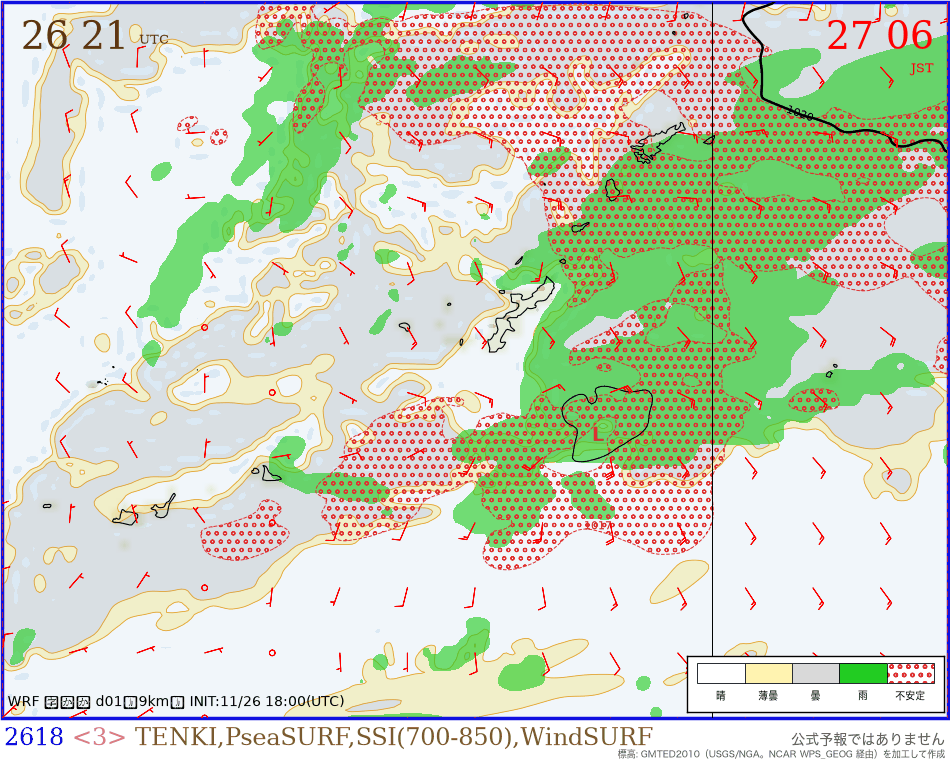 26 21 UTC
27 06
JST
1020
L
WRF d01 9km INIT:11/26 18:00(UTC)
晴 薄曇 曇 雨 不安定
2618 <3> TENKI,PseaSURF,SSI(700-850),WindSURF
公式予報ではありません
標高: GMTED2010（USGS/NGA。NCAR WPS_GEOG 経由）を加工して作成